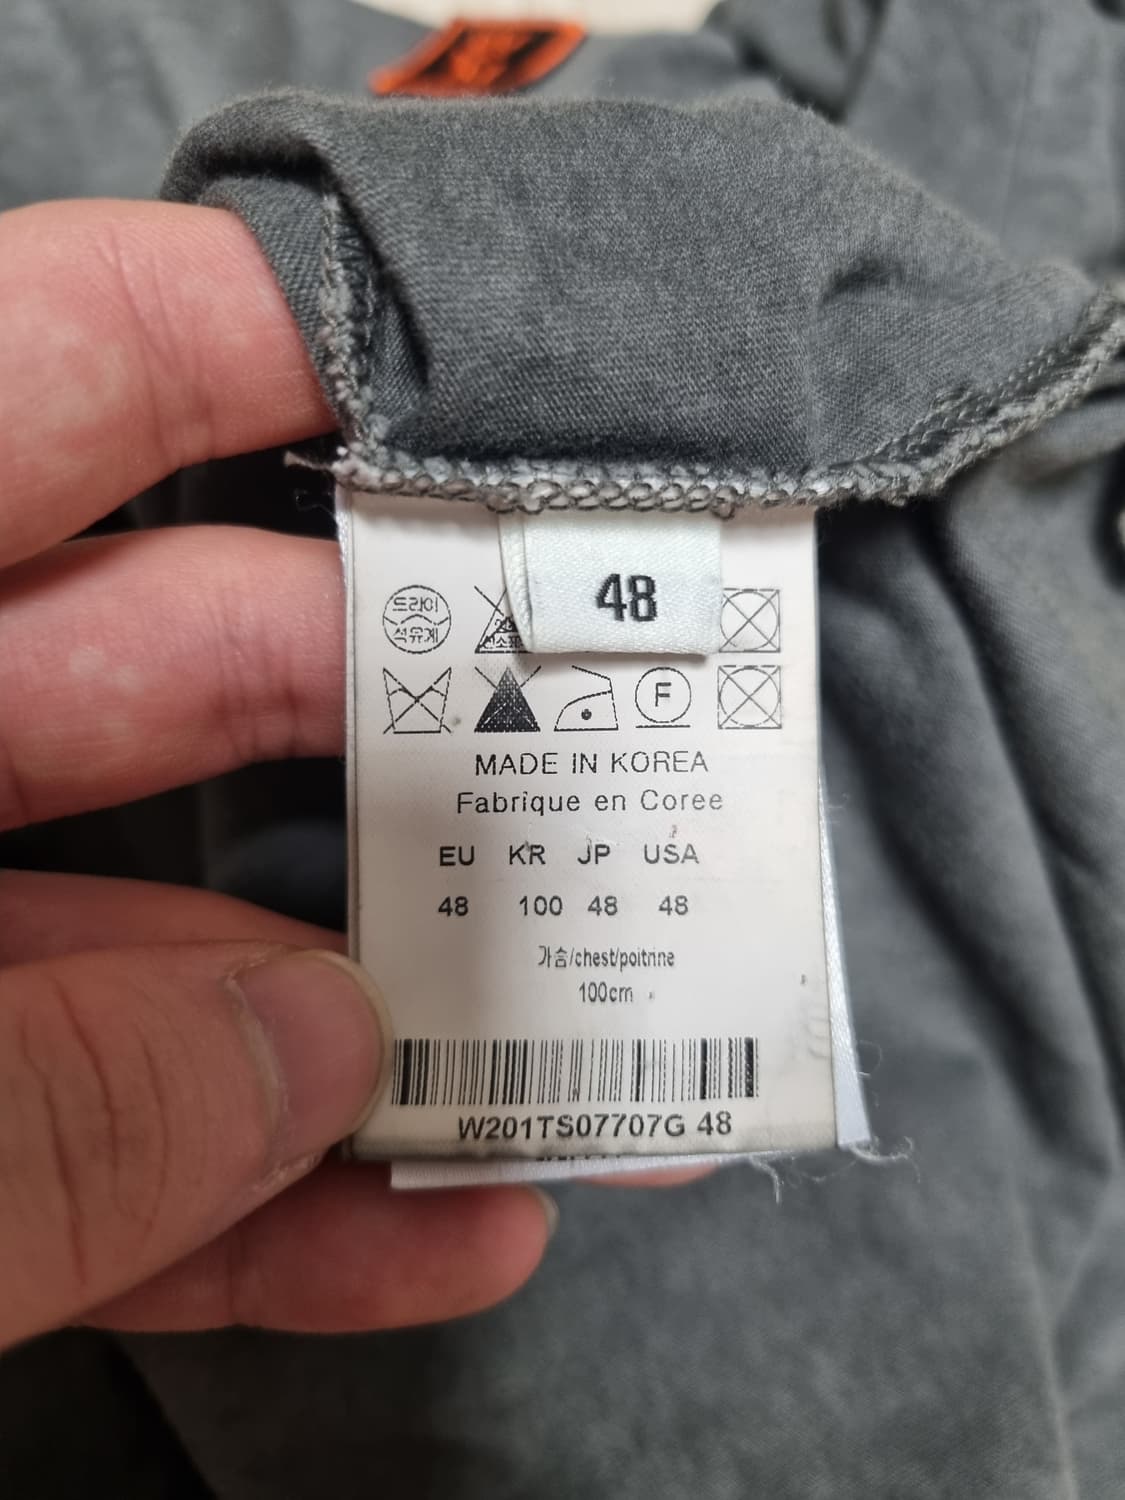 48
드라이
석유계
F
MADE IN KOREA
Fabrique en Coree
EU KR JP USA
48 100 48 48
가슴/chest/poitrine
100cm
W201TS07707G 48